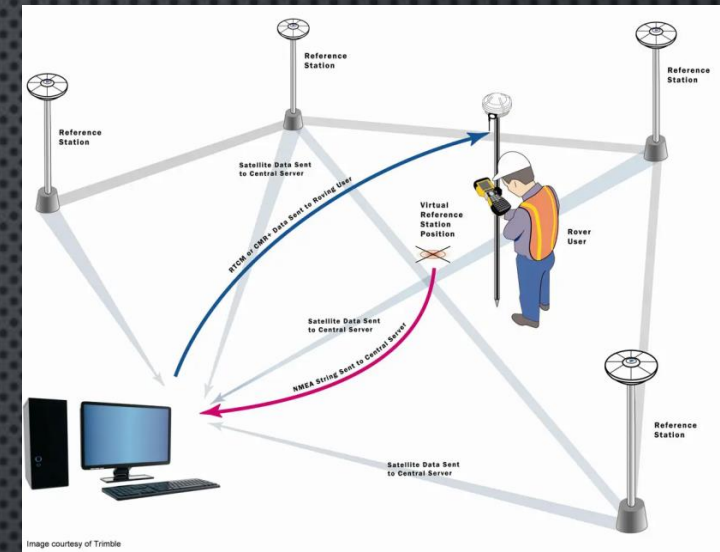 Reference
Station
Reference
Station
Reference
Station
Satellite Data Sent
to Central Server
RTCM or CMR+ Data Sent to Roving User
Virtual
Reference
Station
Position
Rover
User
Satellite Data Sent
to Central Server
NMEA String Sent to Central Server
Reference
Station
Satellite Data Sent
to Central Server
Image courtesy of Trimble